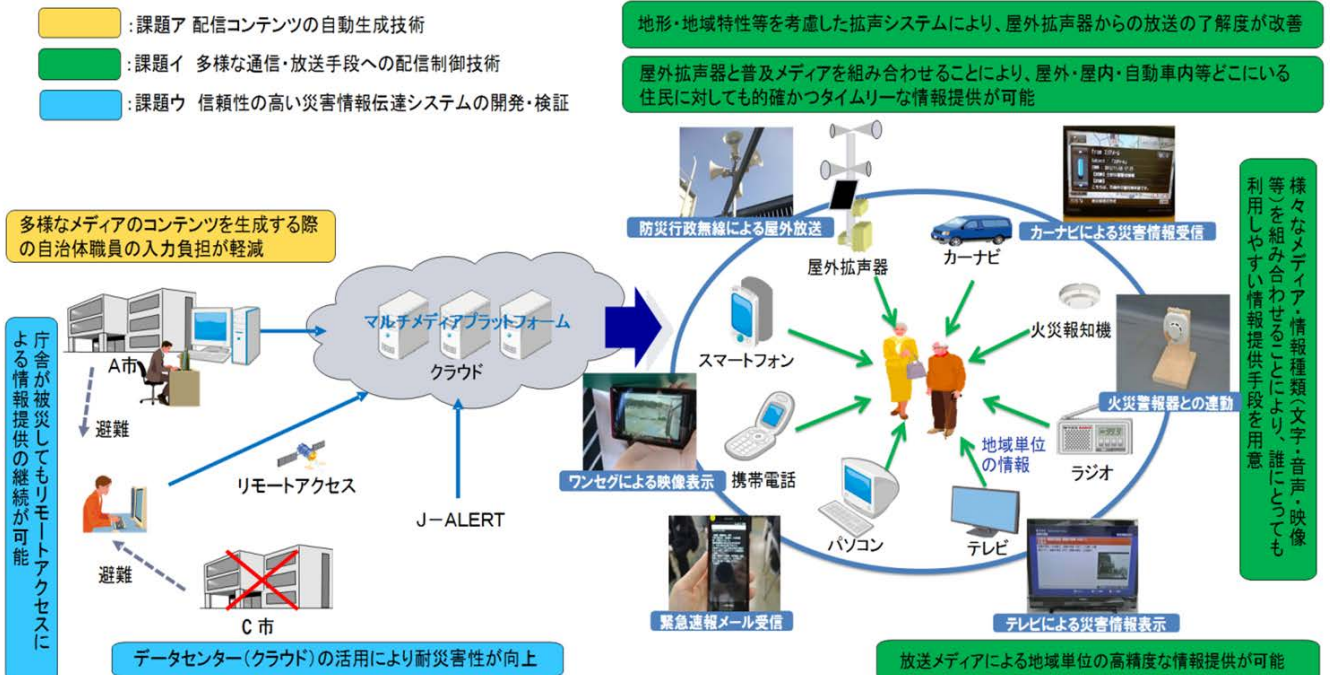 :課題ア 配信コンテンツの自動生成技術
:課題イ 多様な通信・放送手段への配信制御技術
:課題ウ 信頼性の高い災害情報伝達システムの開発・検証
地形・地域特性等を考慮した拡声システムにより、屋外拡声器からの放送の了解度が改善
屋外拡声器と普及メディアを組み合わせることにより、屋外・屋内・自動車内等どこにいる
住民に対しても的確かつタイムリーな情報提供が可能
様々なメディア・情報種類(文字・音声・映像
等)を組み合わせることにより、誰にとっても
利用しやすい情報提供手段を用意
多様なメディアのコンテンツを生成する際
の自治体職員の入力負担が軽減
庁舎が被災してもリモートアクセスに
よる情報提供の継続が可能
A市
避難
避難
C 市
リモートアクセス
J-ALERT
マルチメディアプラットフォーム
クラウド
データセンター(クラウド)の活用により耐災害性が向上
防災行政無線による屋外放送
屋外拡声器
カーナビ
カーナビによる災害情報受信
スマートフォン
火災報知機
火災警報器との連動
ワンセグによる映像表示
携帯電話
地域単位
の情報
ラジオ
パソコン
テレビ
緊急速報メール受信
テレビによる災害情報表示
放送メディアによる地域単位の高精度な情報提供が可能